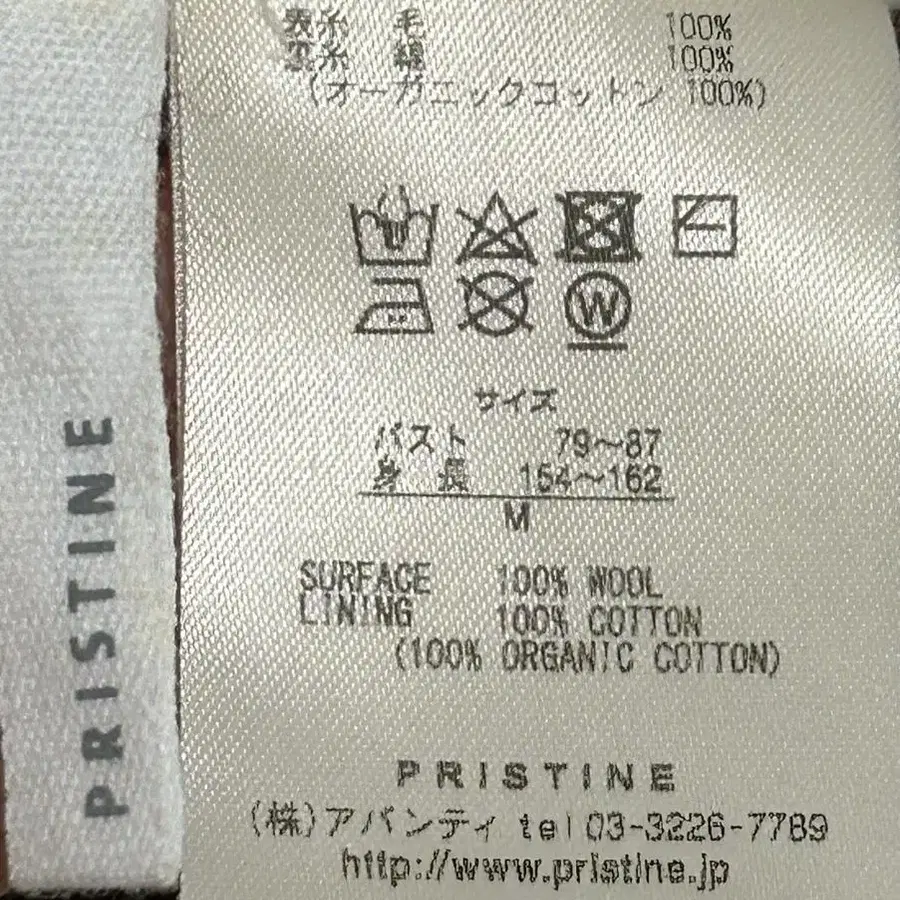 PRISTINE
表糸 毛 100%
裏糸 綿 100%
(オーガニックコットン 100%)
W
サイズ
バスト 79～87
身長 154～162
M
SURFACE 100% WOOL
LINING 100% COTTON
(100% ORGANIC COTTON)
PRISTINE
(株)アバンティ tel 03-3226-7789
http://www.pristine.jp